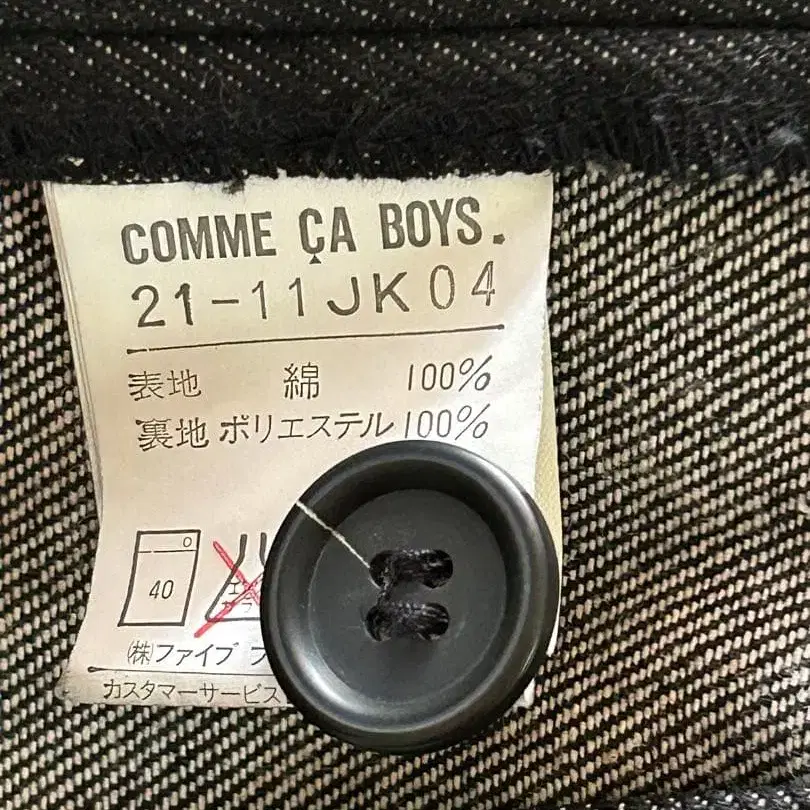 COMME ÇA BOYS.
21-11JK04
表地 綿 100%
裏地 ポリエステル 100%
40
(株)ファイブ フ
カスタマーサービス